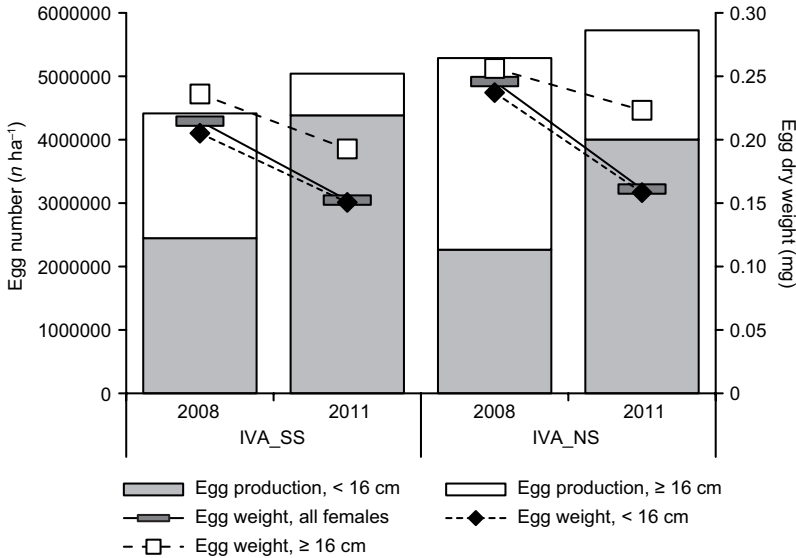 6000000
5000000
4000000
3000000
2000000
1000000
0
Egg number (n ha–1)
0.30
0.25
0.20
0.15
0.10
0.05
0
Egg dry weight (mg)
2008 2011 2008 2011
IVA_SS IVA_NS
Egg production, < 16 cm Egg production, ≥ 16 cm
Egg weight, all females Egg weight, < 16 cm
Egg weight, ≥ 16 cm